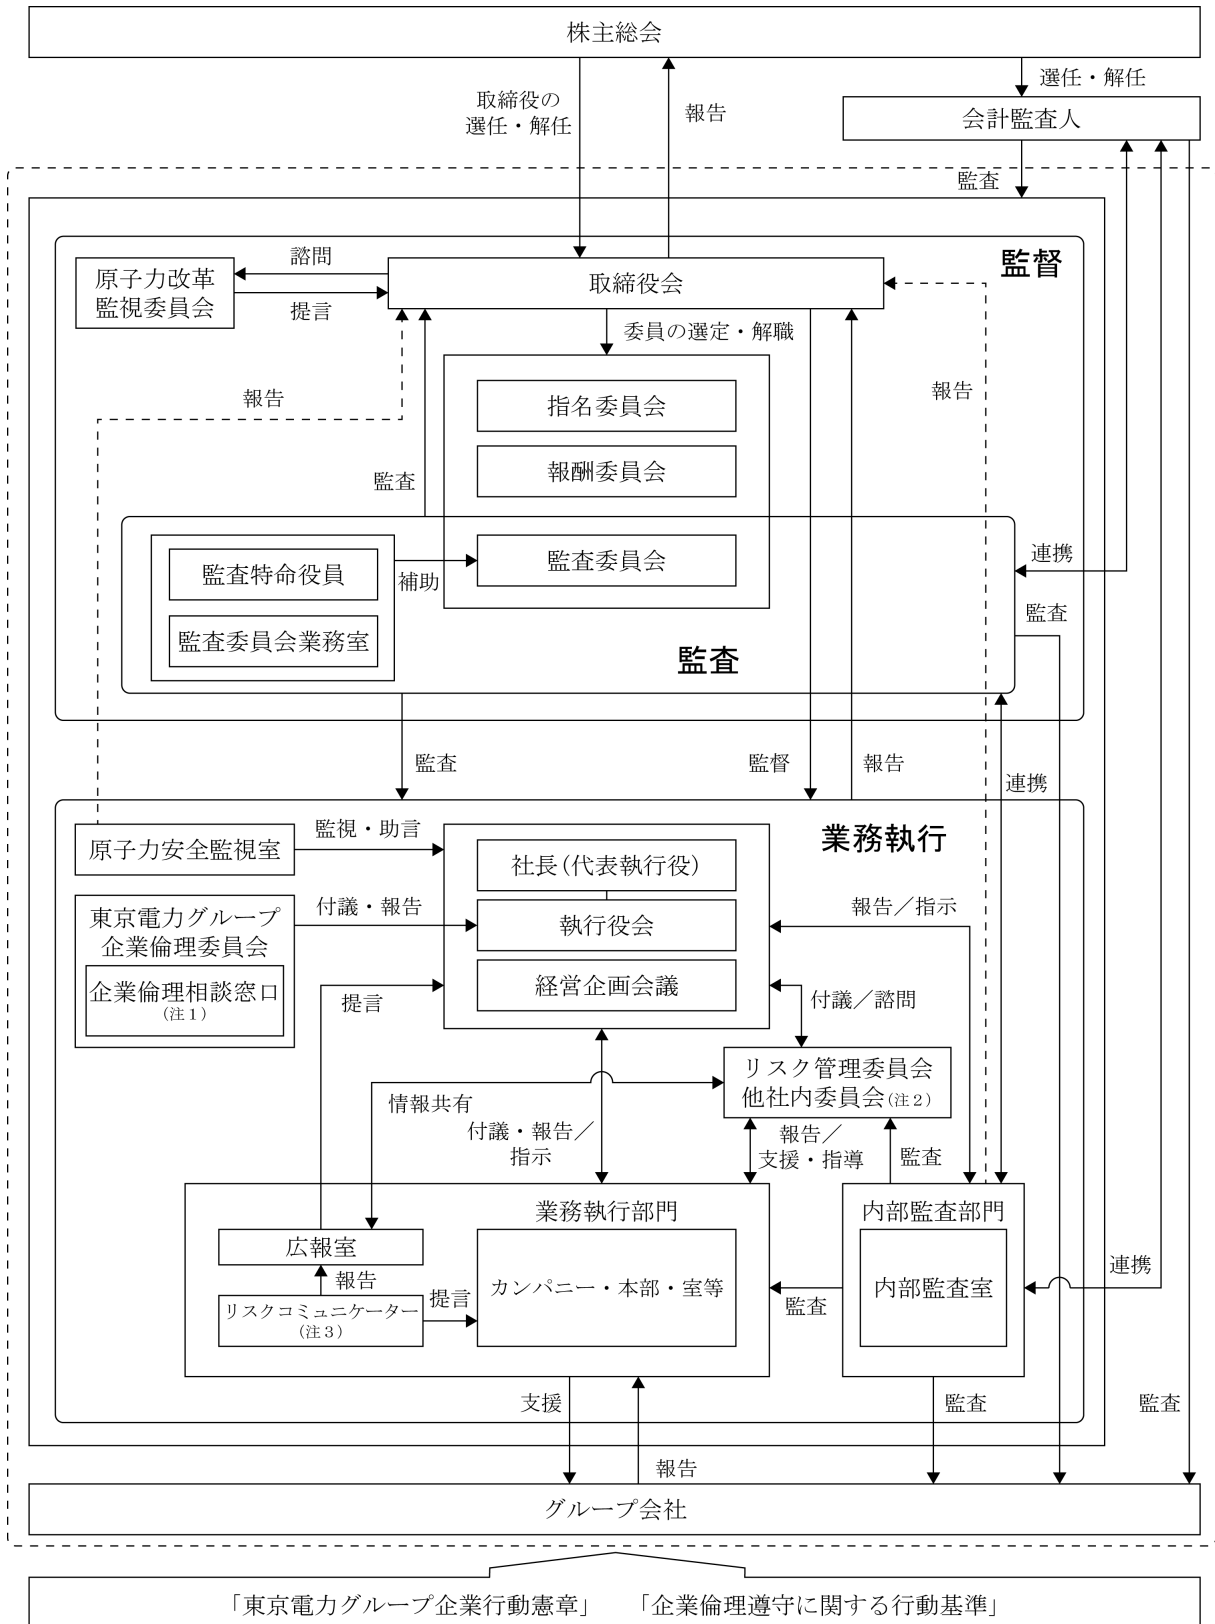 株主総会
選任・解任
取締役の
選任・解任
報告
会計監査人
監査
監督
原子力改革
監視委員会
諮問
提言
取締役会
委員の選定・解職
報告
報告
指名委員会
報酬委員会
監査
監査特命役員
監査委員会業務室
補助
監査委員会
連携
監査
監査
監査
監督
報告
連携
業務執行
原子力安全監視室
監視・助言
社長(代表執行役)
東京電力グループ
企業倫理委員会
付議・報告
執行役会
報告／指示
企業倫理相談窓口
(注１)
経営企画会議
提言
付議／諮問
リスク管理委員会
他社内委員会(注２)
情報共有
付議・報告／
指示
報告／
支援・指導
監査
業務執行部門
内部監査部門
広報室
報告
リスクコミュニケーター
(注３)
提言
カンパニー・本部・室等
監査
内部監査室
連携
支援
監査
監査
報告
グループ会社
「東京電力グループ企業行動憲章」 「企業倫理遵守に関する行動基準」